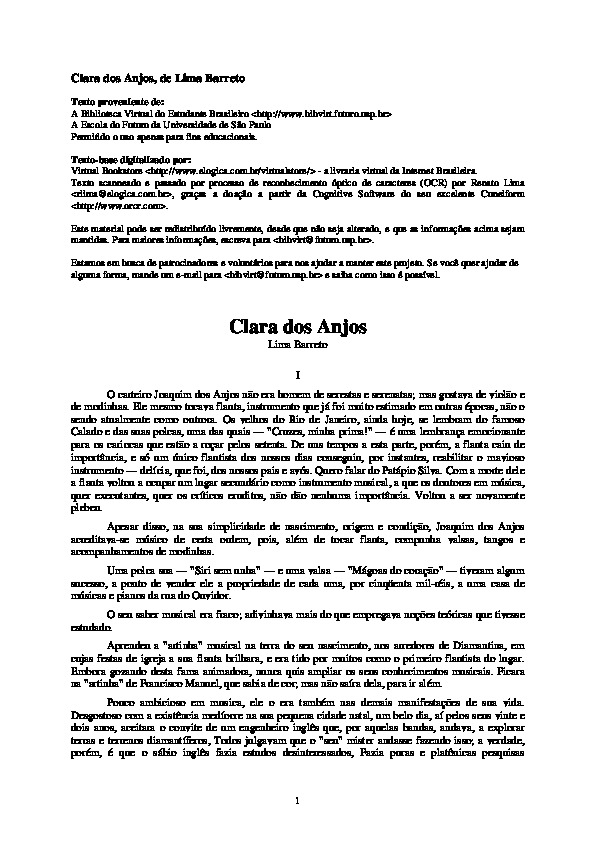 Clara dos Anjos, de Lima Barreto
Texto proveniente de:
A Biblioteca Virtual do Estudante Brasileiro <http://www.bibvirt.futuro.usp.br>
A Escola do Futuro da Universidade de São Paulo
Permitido o uso apenas para fins educacionais.
Texto-base digitalizado por:
Virtual Bookstore <http://www.elogica.com.br/virtualstore/> - a livraria virtual da Internet Brasileira.
Texto scanneado e passado por processo de reconhecimento óptico de caracteres (OCR) por Renato Lima
<rlima@elogica.com.br>, graças a doação a partir da Cognitive Software do seu excelente Cuneiform
<http://www.orcr.com>.
Este material pode ser redistribuído livremente, desde que não seja alterado, e que as informações acima sejam
mantidas. Para maiores informações, escreva para <bibvirt@futuro.usp.br>.
Estamos em busca de patrocinadores e voluntários para nos ajudar a manter este projeto. Se você quer ajudar de
alguma forma, mande um e-mail para <bibvirt@futuro.usp.br> e saiba como isso é possível.
Clara dos Anjos
Lima Barreto
I
O carteiro Joaquim dos Anjos não era homem de serestas e serenatas; mas gostava de violão e
de modinhas. Ele mesmo tocava flauta, instrumento que já foi muito estimado em outras épocas, não o
sendo atualmente como outrora. Os velhos do Rio de Janeiro, ainda hoje, se lembram do famoso
Calado e das suas polcas, uma das quais — "Cruzes, minha prima!" — é uma lembrança emocionante
para os cariocas que estão a roçar pelos setenta. De uns tempos a esta parte, porém, a flauta caiu de
importância, e só um único flautista dos nossos dias conseguiu, por instantes, reabilitar o mavioso
instrumento — delícia, que foi, dos nossos pais e avós. Quero falar do Patápio Silva. Com a morte dele
a flauta voltou a ocupar um lugar secundário como instrumento musical, a que os doutores em música,
quer executantes, quer os críticos eruditos, não dão nenhuma importância. Voltou a ser novamente
plebeu.
Apesar disso, na sua simplicidade de nascimento, origem e condição, Joaquim dos Anjos
acreditava-se músico de certa ordem, pois, além de tocar flauta, compunha valsas, tangos e
acompanhamentos de modinhas.
Uma polca sua — "Siri sem unha" — e uma valsa — "Mágoas do coração" — tiveram algum
sucesso, a ponto de vender ele a propriedade de cada uma, por cinqüenta mil-réis, a uma casa de
músicas e pianos da rua do Ouvidor.
O seu saber musical era fraco; adivinhava mais do que empregava noções teóricas que tivesse
estudado.
Aprendeu a "artinha" musical na terra do seu nascimento, nos arredores de Diamantina, em
cujas festas de igreja a sua flauta brilhara, e era tido por muitos como o primeiro flautista do lugar.
Embora gozando desta fama animadora, nunca quis ampliar os seus conhecimentos musicais. Ficara
na "artinha" de Francisco Manuel, que sabia de cor; mas não saíra dela, para ir além.
Pouco ambicioso em musica, ele o era também nas demais manifestações de sua vida.
Desgostoso com a existência medíocre na sua pequena cidade natal, um belo dia, aí pelos seus vinte e
dois anos, aceitara o convite de um engenheiro inglês que, por aquelas bandas, andava, a explorar
terras e terrenos diamantíferos, Todos julgavam que o "seu" mister andasse fazendo isso; a verdade,
porém, é que o sábio inglês fazia estudos desinteressados, Fazia puras e platônicas pesquisas
1